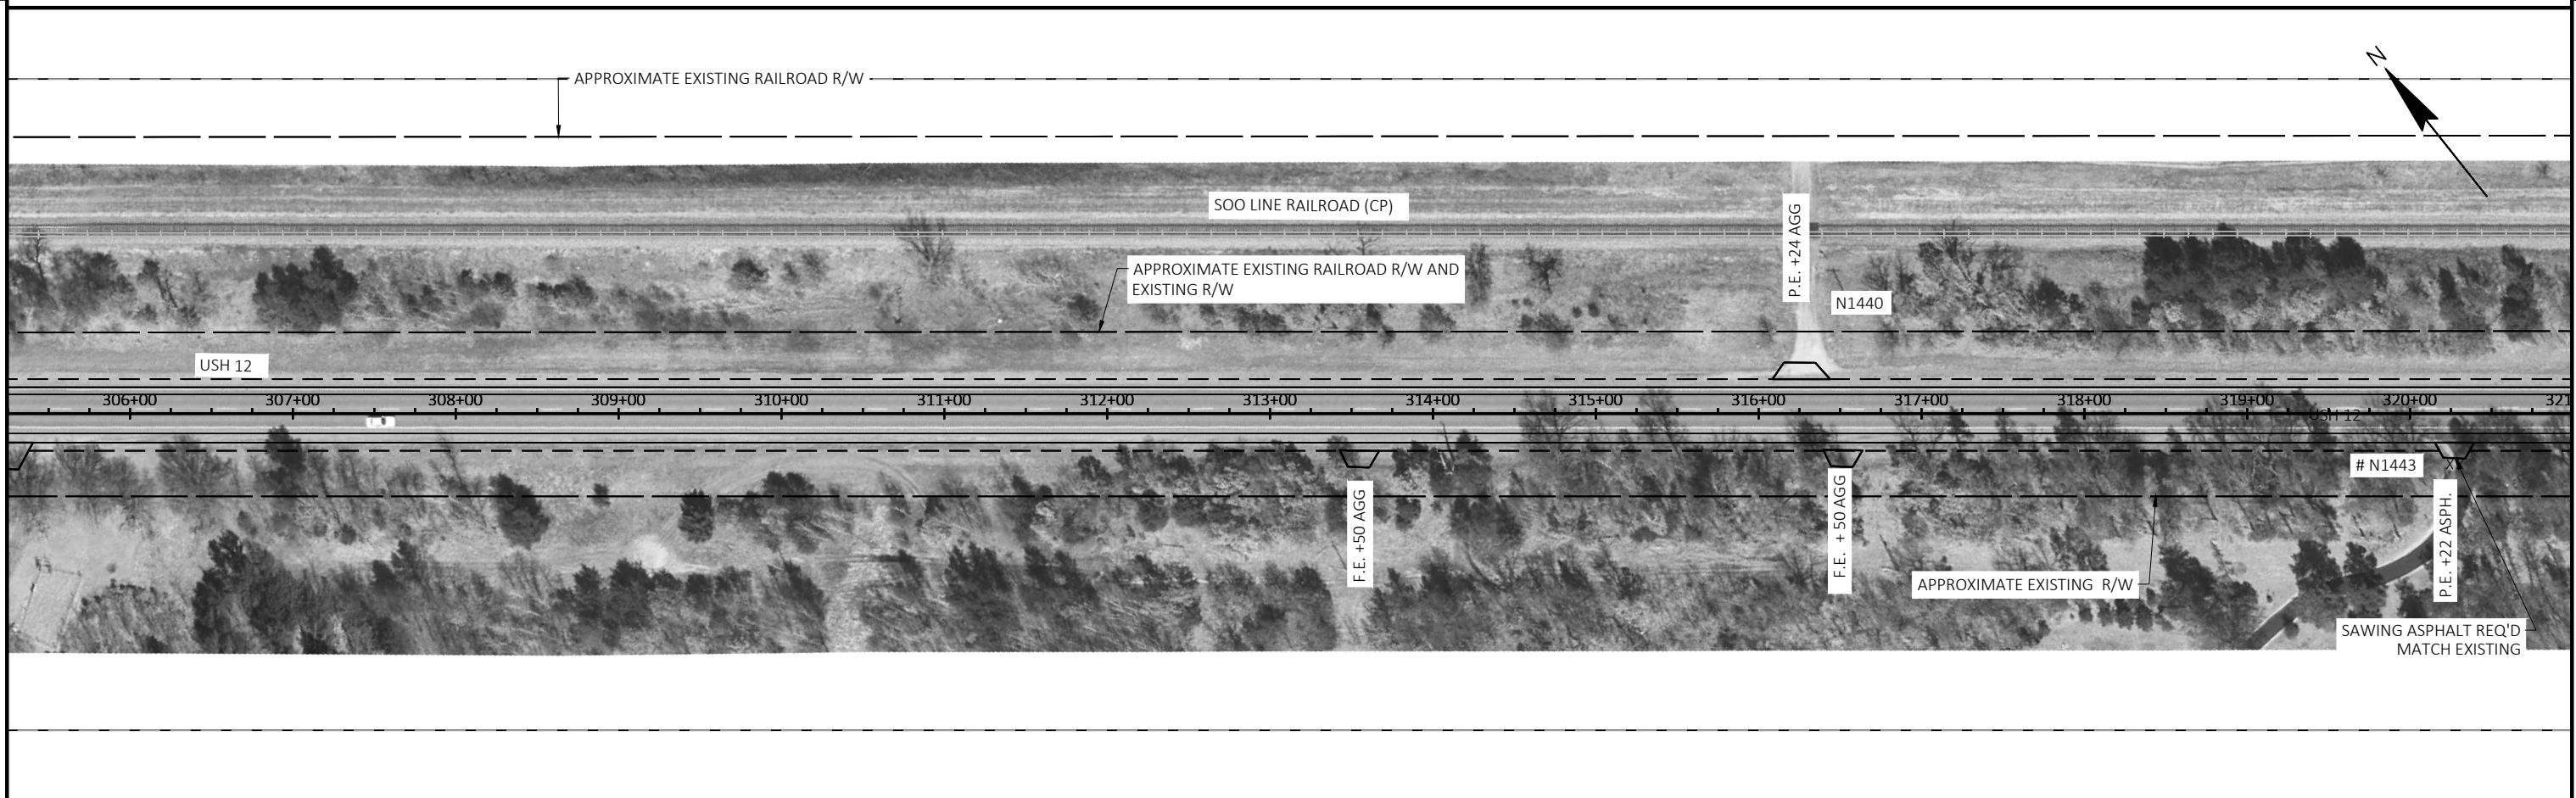 APPROXIMATE EXISTING RAILROAD R/W
N
SOO LINE RAILROAD (CP)
P.E. +24 AGG
APPROXIMATE EXISTING RAILROAD R/W AND
EXISTING R/W
N1440
USH 12
306+00 307+00 308+00 309+00 310+00 311+00 312+00 313+00 314+00 315+00 316+00 317+00 318+00 319+00 320+00 321
USH 12
# N1443
X
F.E. +50 AGG
F.E. + 50 AGG
P.E. +22 ASPH.
APPROXIMATE EXISTING R/W
SAWING ASPHALT REQ'D
MATCH EXISTING